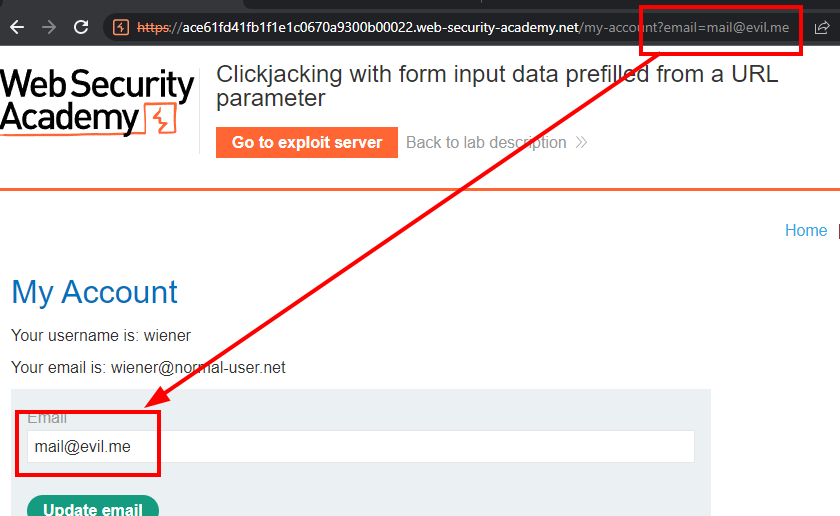 https://ace61fd41fb1f1e1c0670a9300b00022.web-security-academy.net/my-account?email=mail@evil.me
Web Security
Academy
Clickjacking with form input data prefilled from a URL
parameter
Go to exploit server
Back to lab description
Home
My Account
Your username is: wiener
Your email is: wiener@normal-user.net
Email
mail@evil.me
Update email